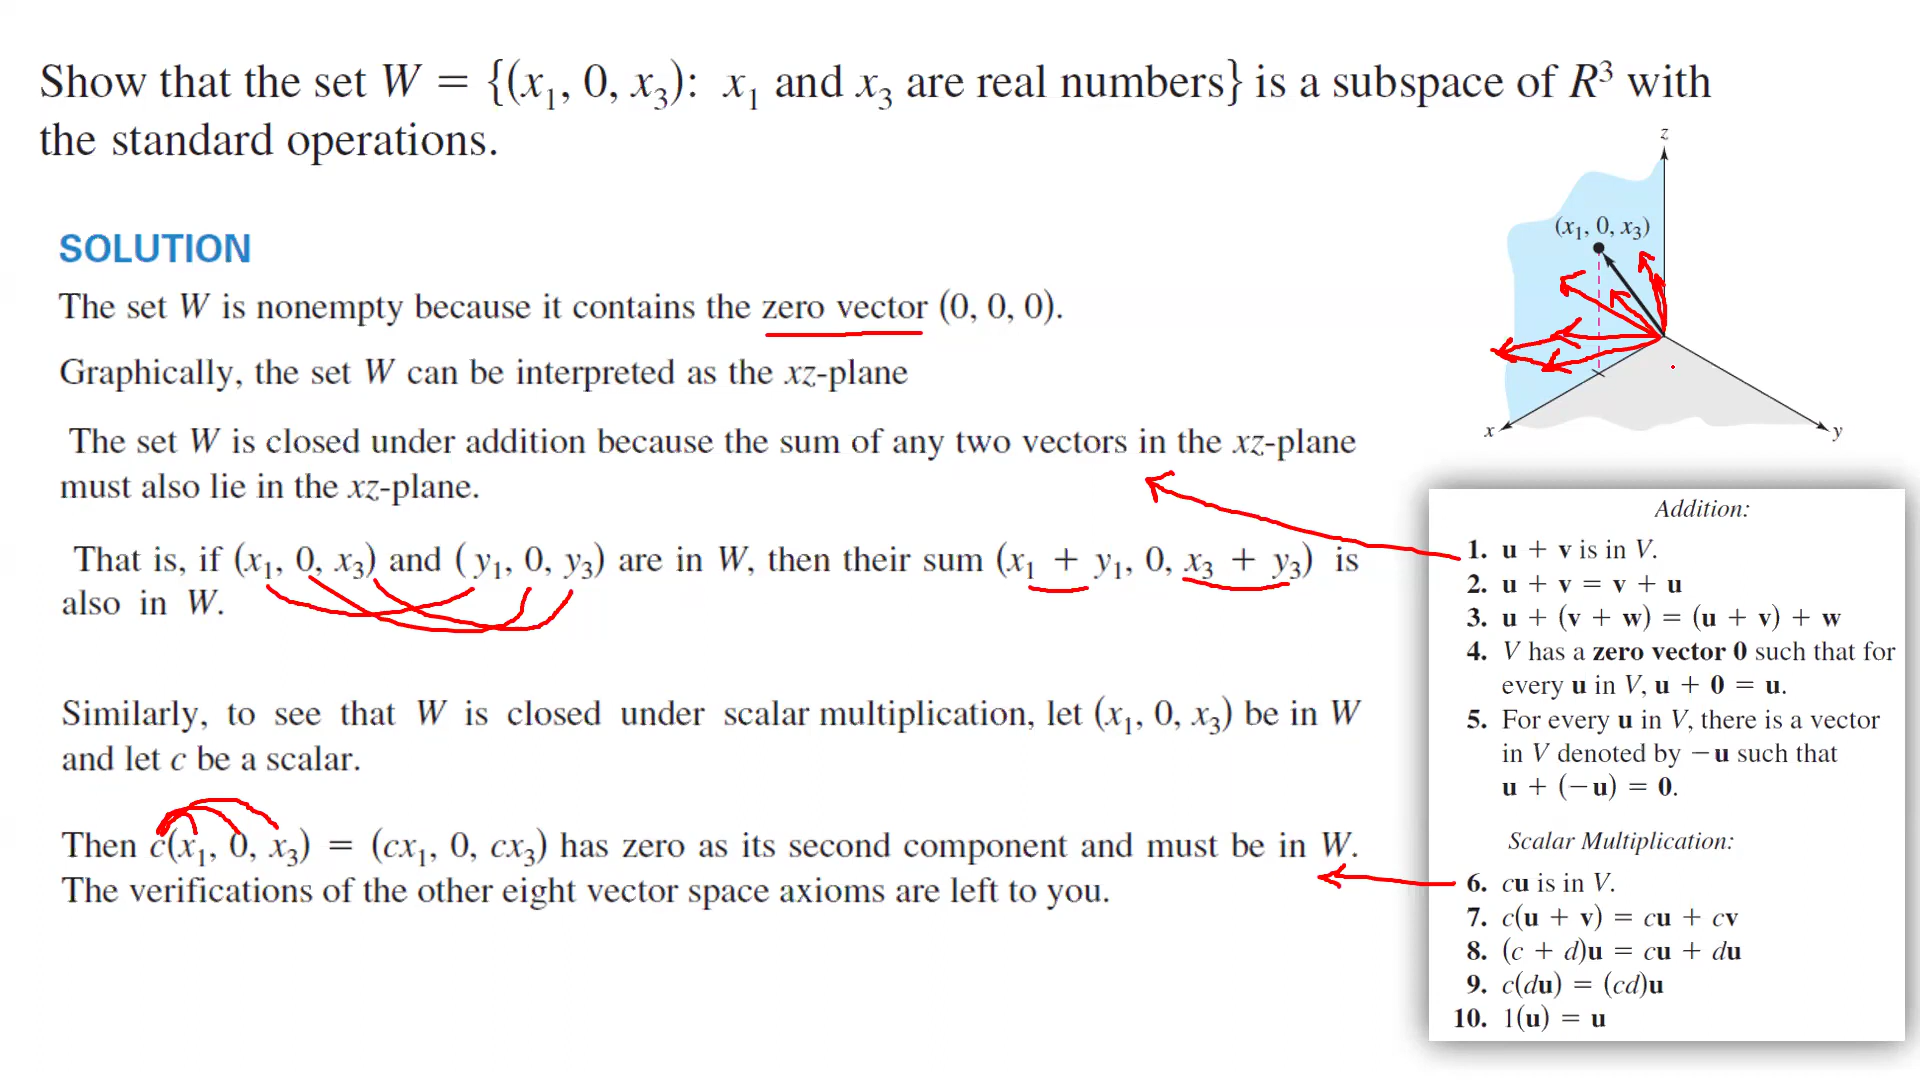 Show that the set W = {(x₁, 0, x₃): x₁ and x₃ are real numbers} is a subspace of R³ with
the standard operations.
SOLUTION
The set W is nonempty because it contains the zero vector (0, 0, 0).
Graphically, the set W can be interpreted as the xz-plane
The set W is closed under addition because the sum of any two vectors in the xz-plane
must also lie in the xz-plane.
That is, if (x₁, 0, x₃) and (y₁, 0, y₃) are in W, then their sum (x₁ + y₁, 0, x₃ + y₃) is
also in W.
Similarly, to see that W is closed under scalar multiplication, let (x₁, 0, x₃) be in W
and let c be a scalar.
Then c(x₁, 0, x₃) = (cx₁, 0, cx₃) has zero as its second component and must be in W.
The verifications of the other eight vector space axioms are left to you.
z
(x₁, 0, x₃)
x
y
Addition:
1. u + v is in V.
2. u + v = v + u
3. u + (v + w) = (u + v) + w
4. V has a zero vector 0 such that for
every u in V, u + 0 = u.
5. For every u in V, there is a vector
in V denoted by −u such that
u + (−u) = 0.
Scalar Multiplication:
6. cu is in V.
7. c(u + v) = cu + cv
8. (c + d)u = cu + du
9. c(du) = (cd)u
10. 1(u) = u